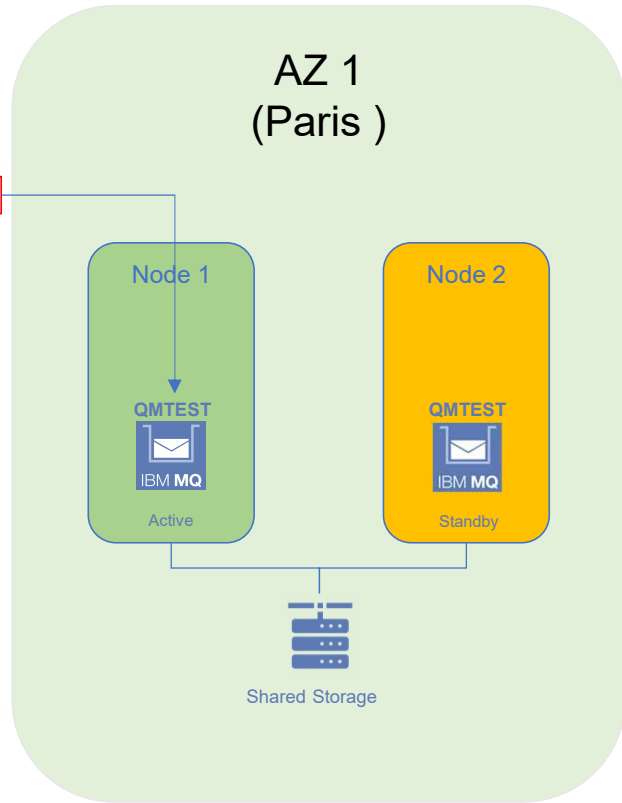 AZ 1
(Paris )
Node 1
Node 2
QMTEST
QMTEST
IBM MQ
IBM MQ
Active
Standby
Shared Storage